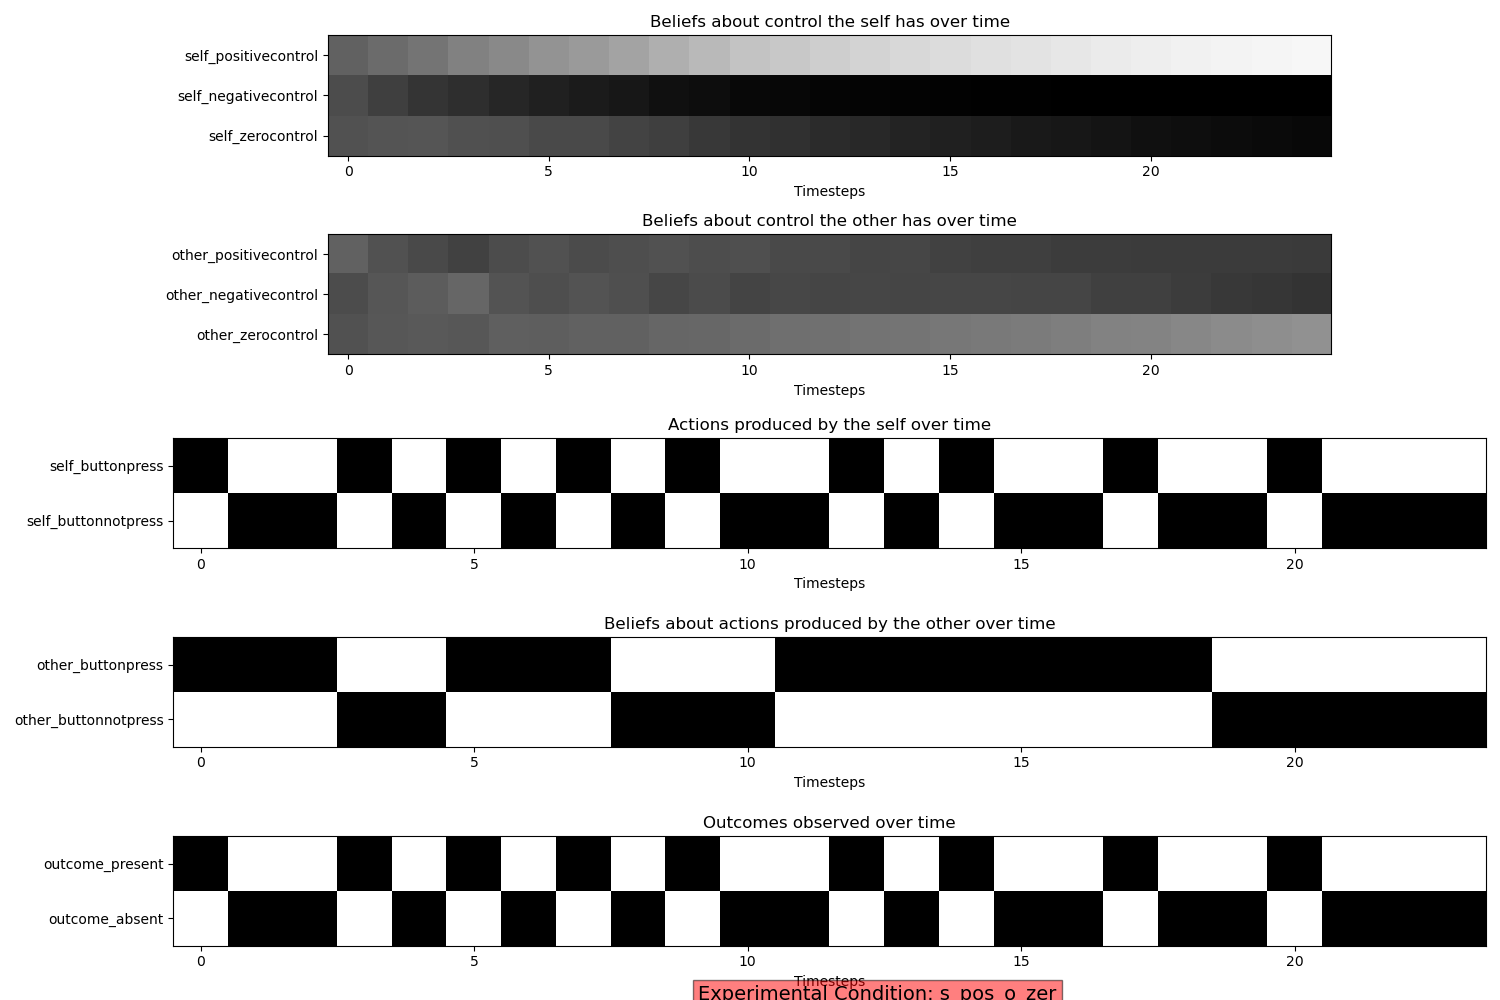 Beliefs about control the self has over time
self_positivecontrol
self_negativecontrol
self_zerocontrol
0 5 10 15 20
Timesteps
Beliefs about control the other has over time
other_positivecontrol
other_negativecontrol
other_zerocontrol
0 5 10 15 20
Timesteps
Actions produced by the self over time
self_buttonpress
self_buttonnotpress
0 5 10 15 20
Timesteps
Beliefs about actions produced by the other over time
other_buttonpress
other_buttonnotpress
0 5 10 15 20
Timesteps
Outcomes observed over time
outcome_present
outcome_absent
0 5 10 15 20
Timesteps
Experimental Condition: s_pos_o_zer